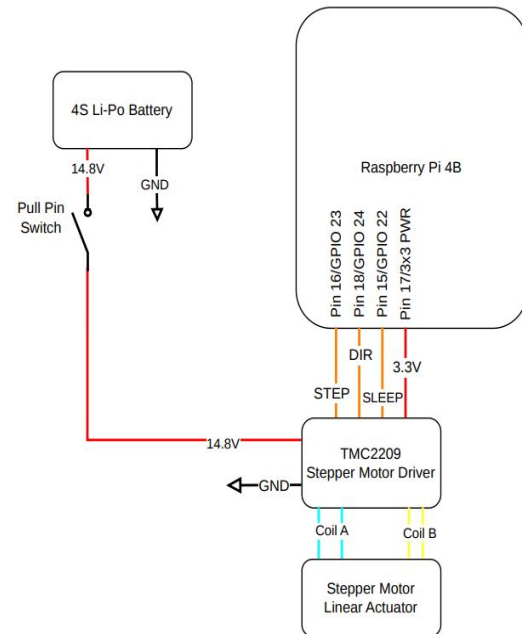 4S Li-Po Battery
14.8V
GND
Pull Pin
Switch
Raspberry Pi 4B
Pin 16/GPIO 23
Pin 18/GPIO 24
Pin 15/GPIO 22
Pin 17/3x3 PWR
STEP
DIR
SLEEP
3.3V
14.8V
TMC2209
Stepper Motor Driver
GND
Coil A
Coil B
Stepper Motor
Linear Actuator